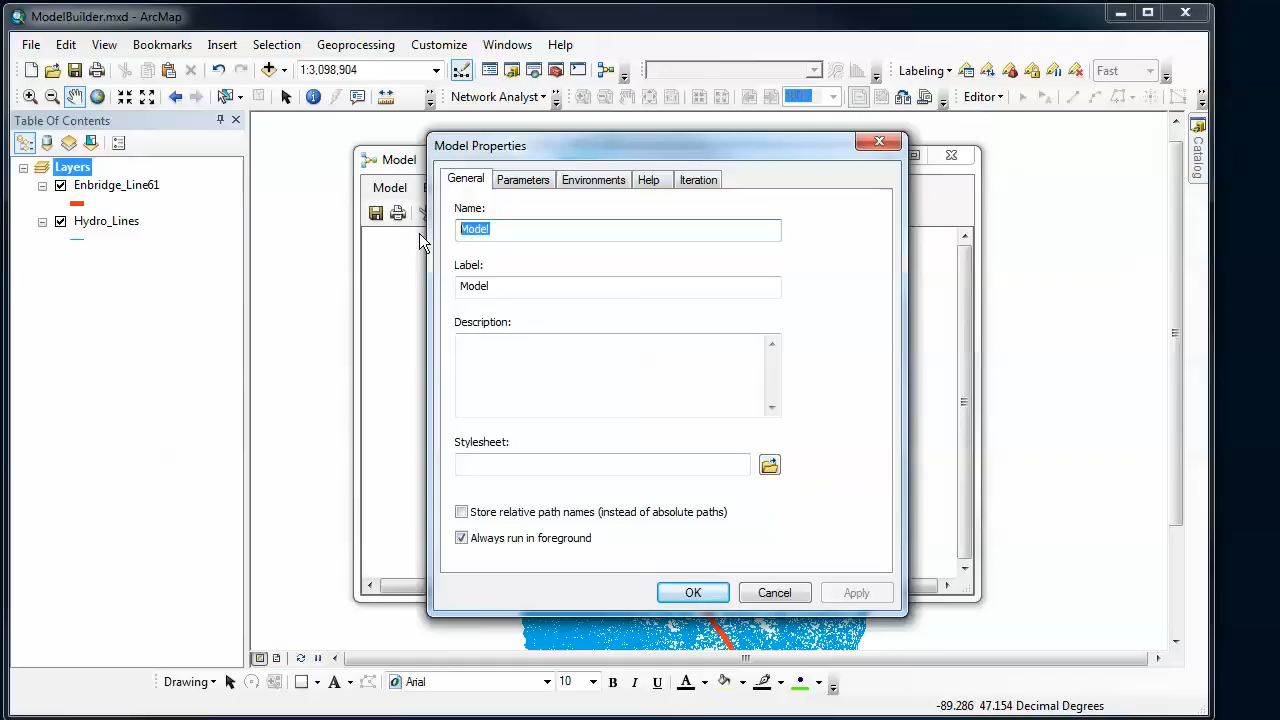 ModelBuilder.mxd - ArcMap
File Edit View Bookmarks Insert Selection Geoprocessing Customize Windows Help
1:3,098,904 Labeling Fast
Network Analyst Editor
Table Of Contents
Layers
Enbridge_Line61
Hydro_Lines
Catalog
Model
Model
Model Properties
General Parameters Environments Help Iteration
Name:
Model
Label:
Model
Description:
Stylesheet:
Store relative path names (instead of absolute paths)
Always run in foreground
OK Cancel Apply
Drawing A Arial 10 B I U A
-89.286 47.154 Decimal Degrees